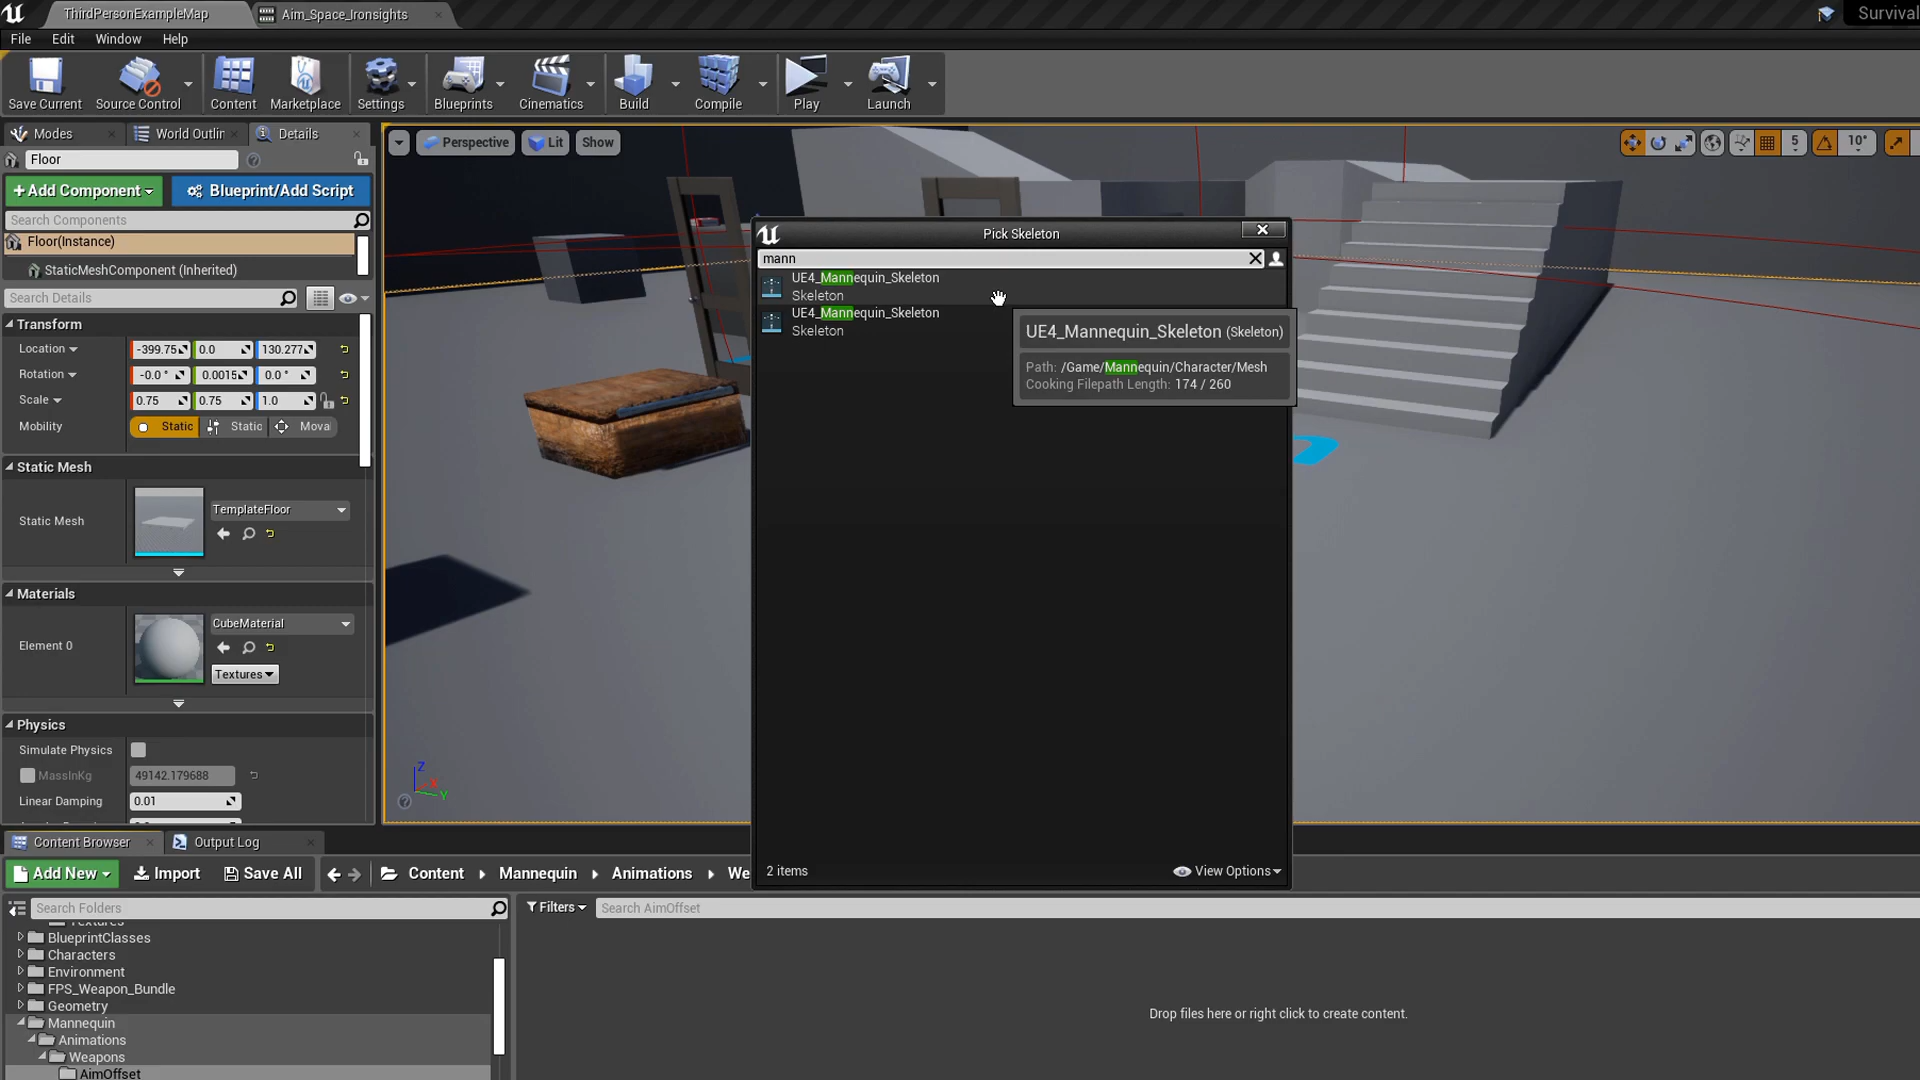 ThirdPersonExampleMap
Aim_Space_Ironsights
Survival
File Edit Window Help
Save Current Source Control Content Marketplace Settings Blueprints Cinematics Build Compile Play Launch
Modes World Outlin Details
Perspective Lit Show
5 10°
Floor
+Add Component Blueprint/Add Script
Search Components
Floor(Instance)
StaticMeshComponent (Inherited)
Search Details
Transform
Location -399.75 0.0 130.277
Rotation -0.0 ° 0.0015 0.0 °
Scale 0.75 0.75 1.0
Mobility Static Static Moval
Static Mesh
Static Mesh TemplateFloor
Materials
Element 0 CubeMaterial
Textures
Physics
Simulate Physics
MassInKg 49142.179688
Linear Damping 0.01
Pick Skeleton
mann
UE4_Mannequin_Skeleton
Skeleton
UE4_Mannequin_Skeleton
Skeleton
UE4_Mannequin_Skeleton (Skeleton)
Path: /Game/Mannequin/Character/Mesh
Cooking Filepath Length: 174 / 260
2 items View Options
Z
Y
Content Browser Output Log
Add New Import Save All Content Mannequin Animations We
Search Folders
Filters Search AimOffset
Textures
BlueprintClasses
Characters
Environment
FPS_Weapon_Bundle
Geometry
Mannequin
Animations
Weapons
AimOffset
Drop files here or right click to create content.